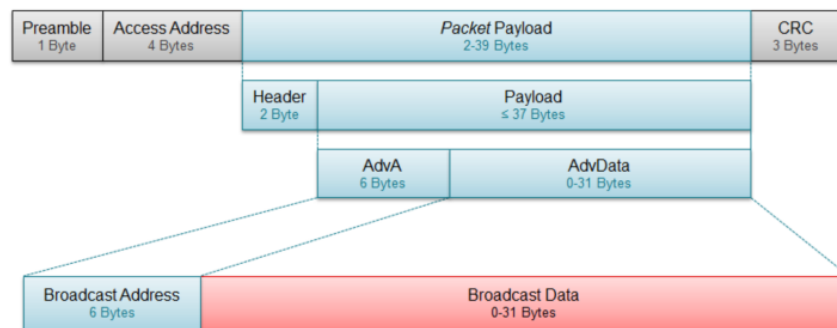 Preamble
1 Byte
Access Address
4 Bytes
Packet Payload
2-39 Bytes
CRC
3 Bytes
Header
2 Byte
Payload
≤ 37 Bytes
AdvA
6 Bytes
AdvData
0-31 Bytes
Broadcast Address
6 Bytes
Broadcast Data
0-31 Bytes